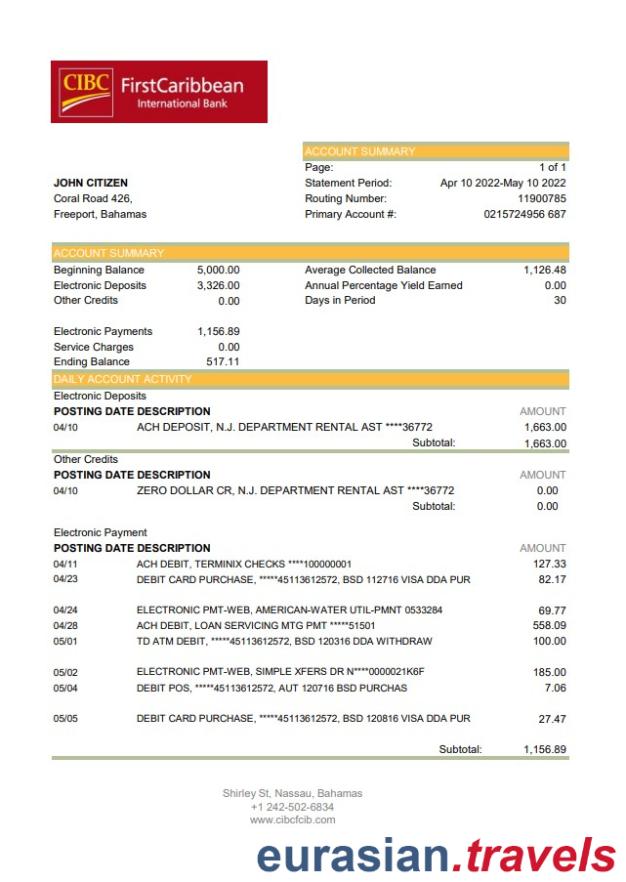 CIBC FirstCaribbean
International Bank
ACCOUNT SUMMARY
Page: 1 of 1
JOHN CITIZEN Statement Period: Apr 10 2022-May 10 2022
Coral Road 426, Routing Number: 11900785
Freeport, Bahamas Primary Account #: 0215724956 687
ACCOUNT SUMMARY
Beginning Balance 5,000.00 Average Collected Balance 1,126.48
Electronic Deposits 3,326.00 Annual Percentage Yield Earned 0.00
Other Credits 0.00 Days in Period 30
Electronic Payments 1,156.89
Service Charges 0.00
Ending Balance 517.11
DAILY ACCOUNT ACTIVITY
Electronic Deposits
POSTING DATE DESCRIPTION AMOUNT
04/10 ACH DEPOSIT, N.J. DEPARTMENT RENTAL AST ****36772 1,663.00
Subtotal: 1,663.00
Other Credits
POSTING DATE DESCRIPTION AMOUNT
04/10 ZERO DOLLAR CR, N.J. DEPARTMENT RENTAL AST ****36772 0.00
Subtotal: 0.00
Electronic Payment
POSTING DATE DESCRIPTION AMOUNT
04/11 ACH DEBIT, TERMINIX CHECKS ****100000001 127.33
04/23 DEBIT CARD PURCHASE, *****45113612572, BSD 112716 VISA DDA PUR 82.17
04/24 ELECTRONIC PMT-WEB, AMERICAN-WATER UTIL-PMNT 0533284 69.77
04/28 ACH DEBIT, LOAN SERVICING MTG PMT *****51501 558.09
05/01 TD ATM DEBIT, *****45113612572, BSD 120316 DDA WITHDRAW 100.00
05/02 ELECTRONIC PMT-WEB, SIMPLE XFERS DR N****0000021K6F 185.00
05/04 DEBIT POS, *****45113612572, AUT 120716 BSD PURCHAS 7.06
05/05 DEBIT CARD PURCHASE, *****45113612572, BSD 120816 VISA DDA PUR 27.47
Subtotal: 1,156.89
Shirley St, Nassau, Bahamas
+1 242-502-6834
www.cibcfcib.com
eurasian.travels